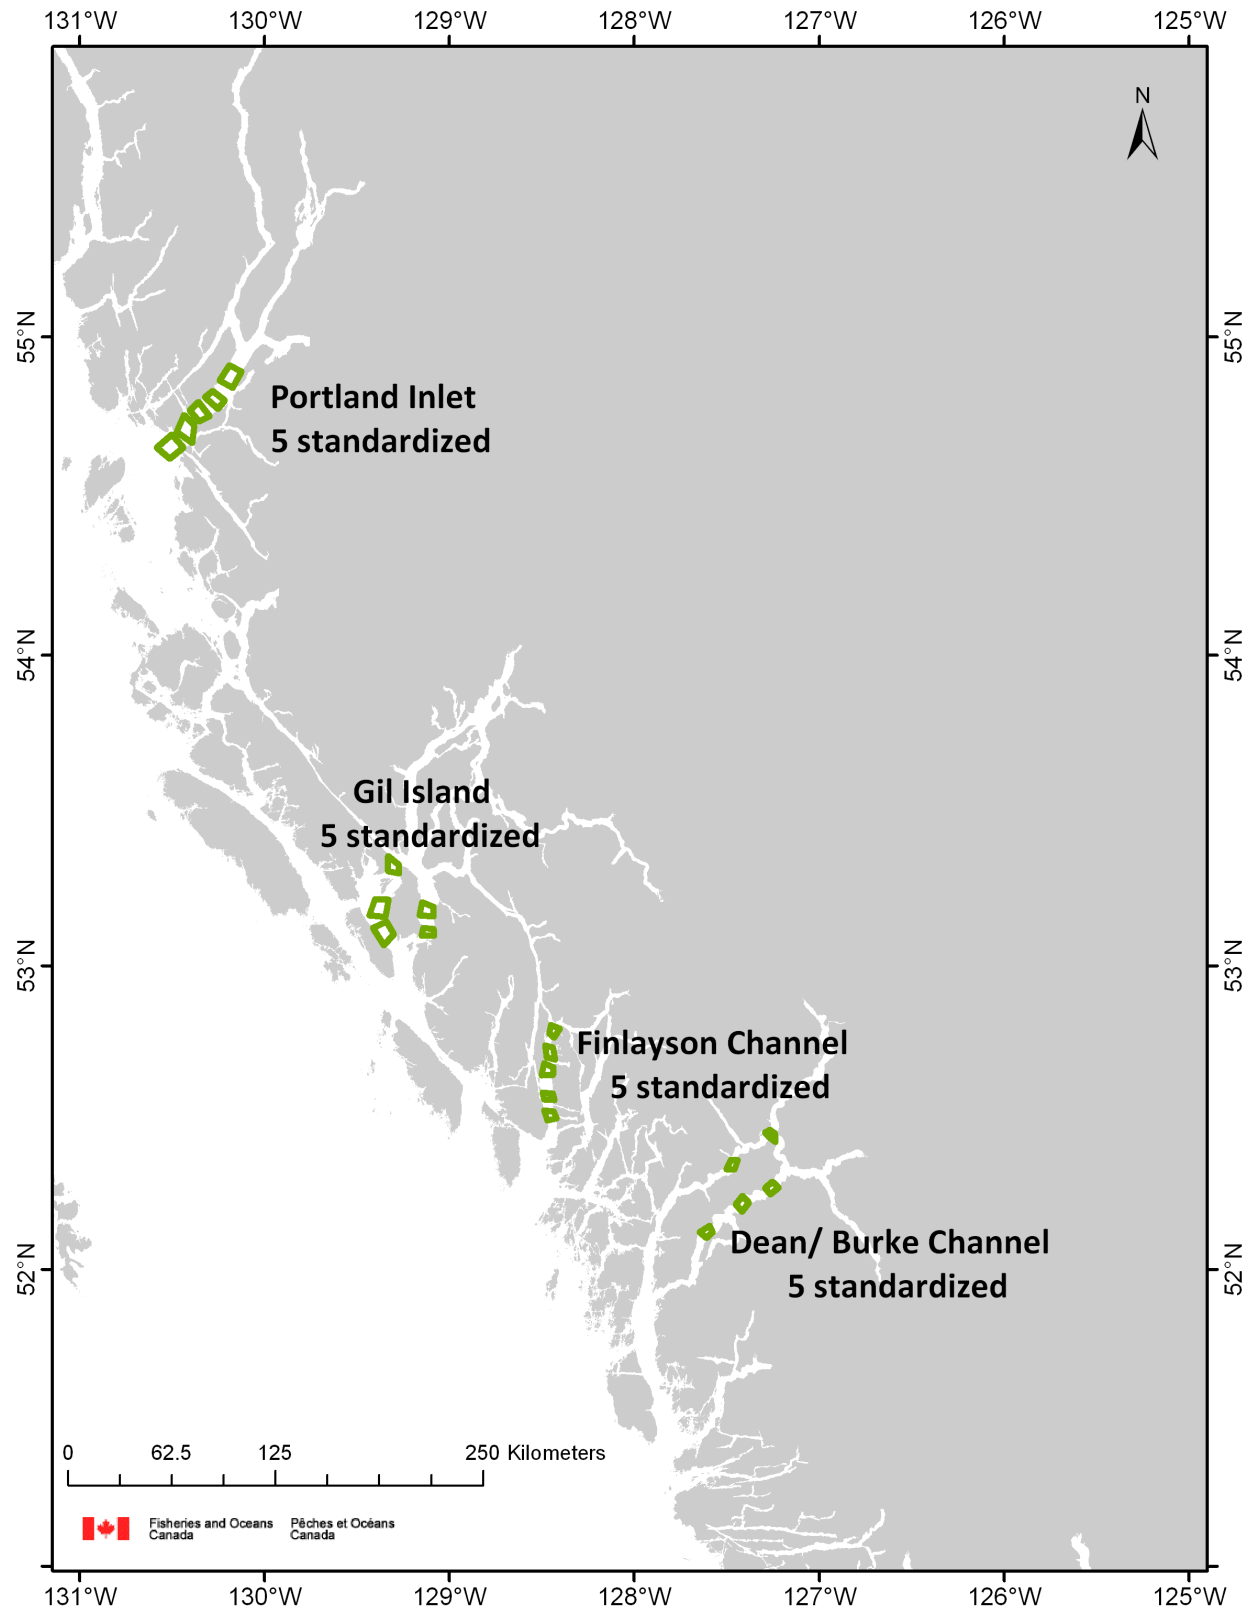 131°W 130°W 129°W 128°W 127°W 126°W 125°W
N
55°N 55°N
Portland Inlet
5 standardized
54°N 54°N
Gil Island
5 standardized
53°N 53°N
Finlayson Channel
5 standardized
Dean/ Burke Channel
5 standardized
52°N 52°N
0 62.5 125 250 Kilometers
Fisheries and Oceans Pêches et Océans
Canada Canada
131°W 130°W 129°W 128°W 127°W 126°W 125°W